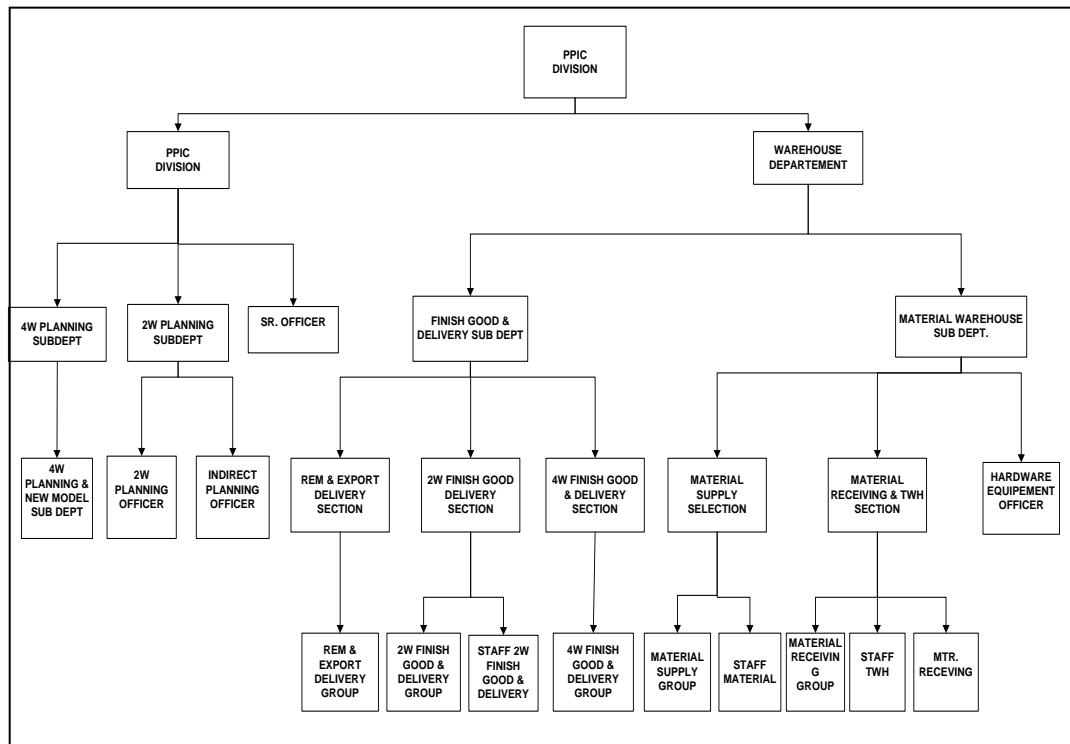 PPIC
DIVISION
PPIC
DIVISION
WAREHOUSE
DEPARTEMENT
4W PLANNING
SUBDEPT
2W PLANNING
SUBDEPT
SR. OFFICER
FINISH GOOD &
DELIVERY SUB DEPT
MATERIAL WAREHOUSE
SUB DEPT.
4W
PLANNING &
NEW MODEL
SUB DEPT
2W
PLANNING
OFFICER
INDIRECT
PLANNING
OFFICER
REM & EXPORT
DELIVERY
SECTION
2W FINISH GOOD
DELIVERY
SECTION
4W FINISH GOOD
& DELIVERY
SECTION
MATERIAL
SUPPLY
SELECTION
MATERIAL
RECEIVING & TWH
SECTION
HARDWARE
EQUIPEMENT
OFFICER
REM &
EXPORT
DELIVERY
GROUP
2W FINISH
GOOD &
DELIVERY
GROUP
STAFF 2W
FINISH
GOOD &
DELIVERY
4W FINISH
GOOD &
DELIVERY
GROUP
MATERIAL
SUPPLY
GROUP
STAFF
MATERIAL
MATERIAL
RECEIVIN
G
GROUP
STAFF
TWH
MTR.
RECEVING